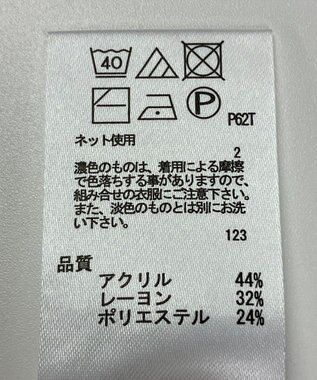 40
P
P62T
ネット使用
2
濃色のものは、着用による摩擦
で色落ちする事がありますので、
組み合せの衣服にご注意下さい。
また、淡色のものとは別にお洗
い下さい。
123
品質
アクリル 44%
レーヨン 32%
ポリエステル 24%